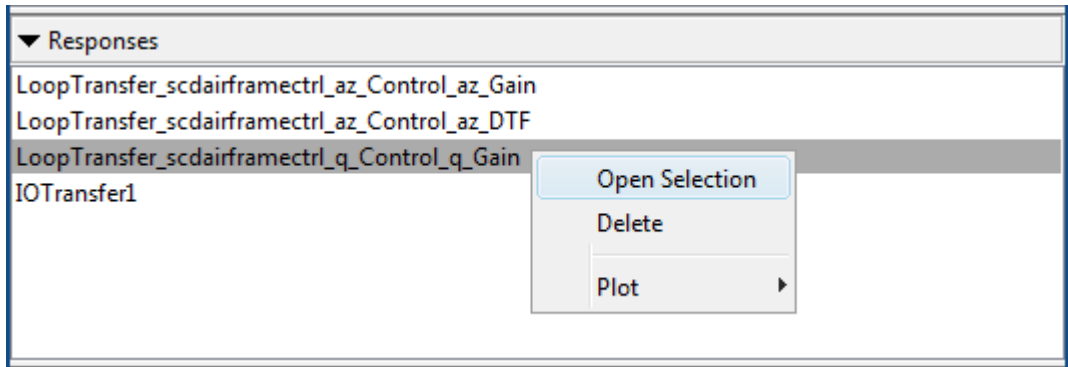 Responses
LoopTransfer_scdairframectrl_az_Control_az_Gain
LoopTransfer_scdairframectrl_az_Control_az_DTF
LoopTransfer_scdairframectrl_q_Control_q_Gain
IOTransfer1
Open Selection
Delete
Plot